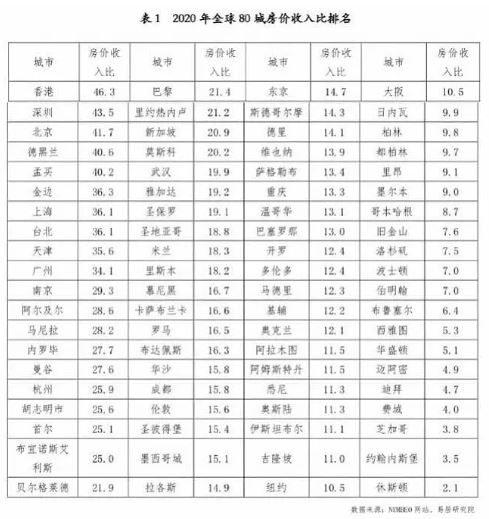 表1 2020年全球80城房价收入比排名
城市 房价收入比 城市 房价收入比 城市 房价收入比 城市 房价收入比
香港 46.3 巴黎 21.4 东京 14.7 大阪 10.5
深圳 43.5 里约热内卢 21.2 斯德哥尔摩 14.3 日内瓦 9.9
北京 41.7 新加坡 20.9 德里 14.1 柏林 9.8
德黑兰 40.6 莫斯科 20.2 维也纳 13.9 都柏林 9.7
孟买 40.2 武汉 19.9 萨格勒布 13.4 里昂 9.1
金边 36.3 雅加达 19.2 重庆 13.3 墨尔本 9.0
上海 36.1 圣保罗 19.1 温哥华 13.1 哥本哈根 8.7
台北 36.1 圣地亚哥 18.8 巴塞罗那 13.0 旧金山 7.6
天津 35.6 米兰 18.3 开罗 12.4 洛杉矶 7.5
广州 34.1 里斯本 18.2 多伦多 12.4 波士顿 7.0
南京 29.3 慕尼黑 16.7 马德里 12.3 伯明翰 7.0
阿尔及尔 28.6 卡萨布兰卡 16.6 基辅 12.2 布鲁塞尔 6.4
马尼拉 28.2 罗马 16.5 奥克兰 12.1 西雅图 5.3
内罗毕 27.7 布达佩斯 16.3 阿拉木图 11.5 华盛顿 5.1
曼谷 27.6 华沙 15.8 阿姆斯特丹 11.5 迈阿密 4.9
杭州 25.9 成都 15.8 悉尼 11.3 迪拜 4.7
胡志明市 25.6 伦敦 15.6 奥斯陆 11.3 费城 4.0
首尔 25.1 圣彼得堡 15.4 伊斯坦布尔 11.1 芝加哥 3.8
布宜诺斯艾利斯 25.0 墨西哥城 15.1 吉隆坡 11.0 约翰内斯堡 3.5
贝尔格莱德 21.9 拉各斯 14.9 纽约 10.5 休斯顿 2.1
数据来源：NUMBEO网站、易居研究院